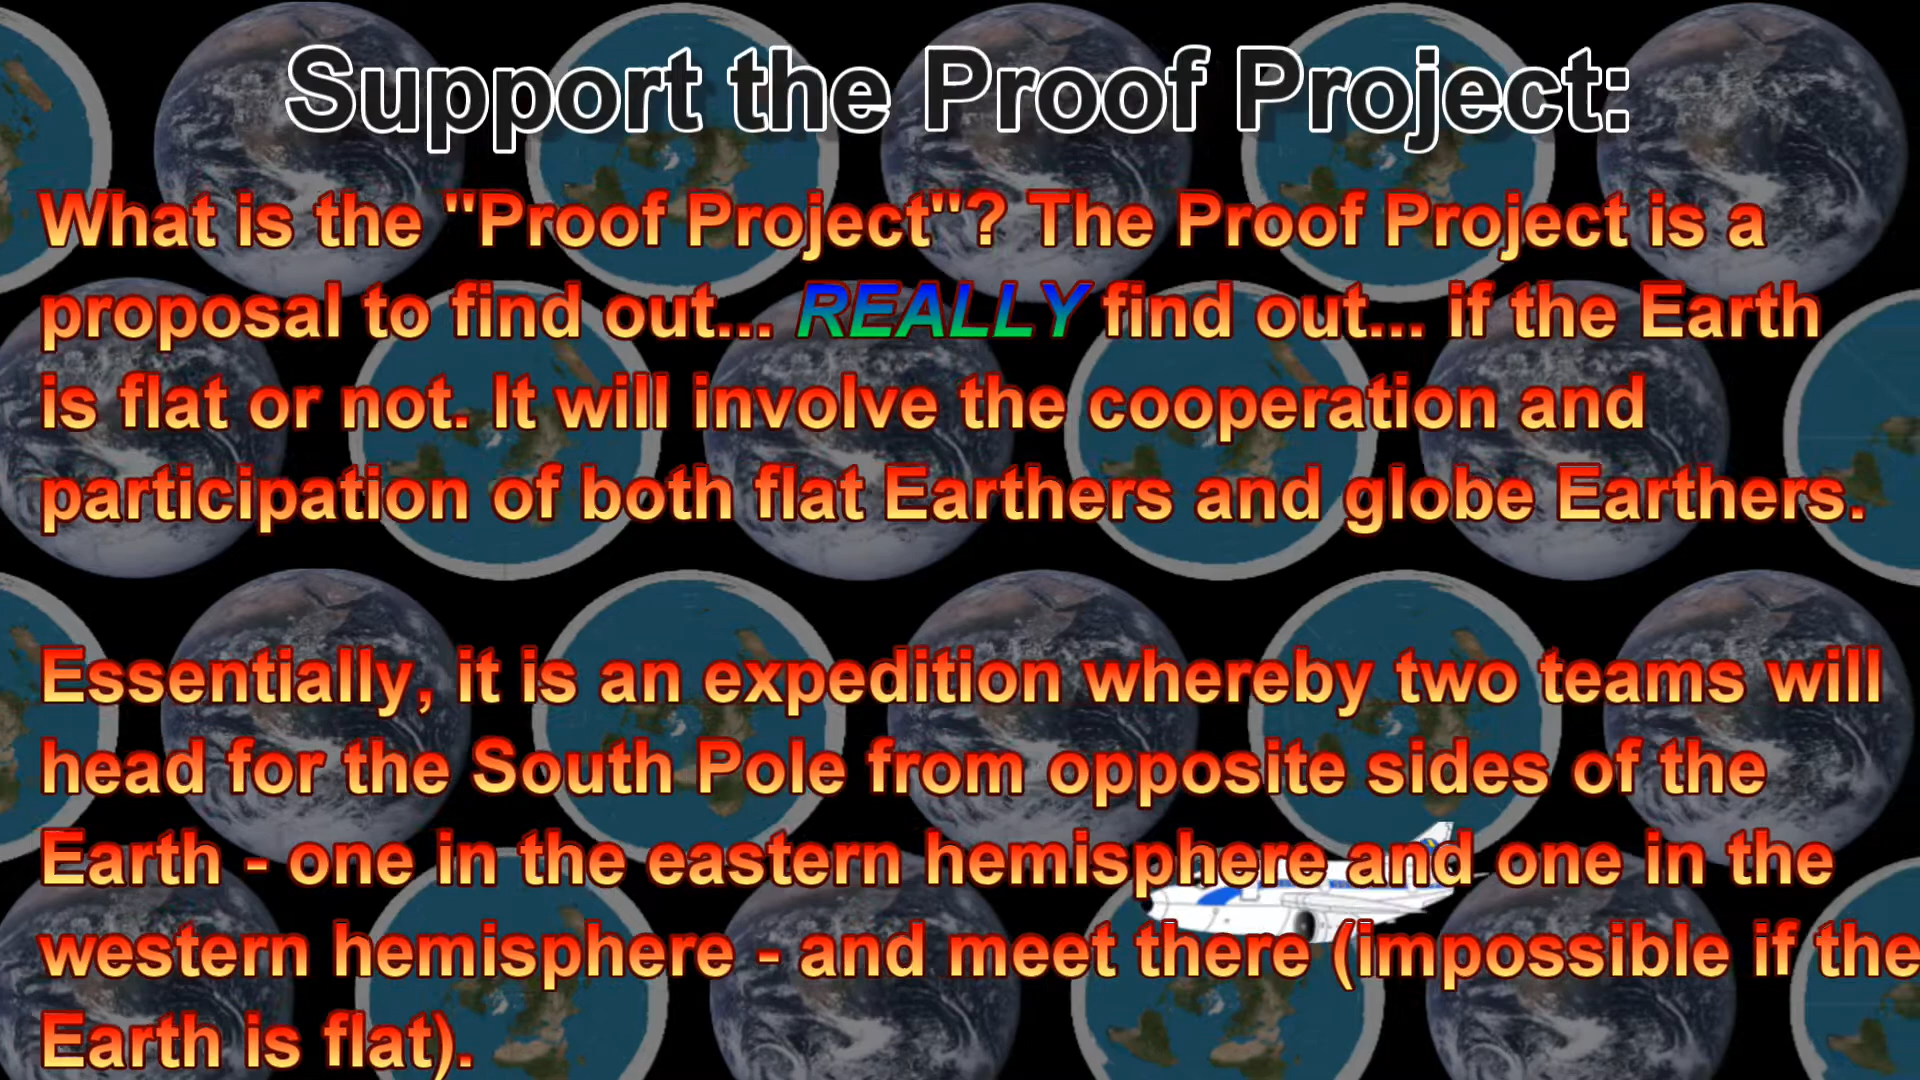 Support the Proof Project:
What is the "Proof Project"? The Proof Project is a
proposal to find out... REALLY find out... if the Earth
is flat or not. It will involve the cooperation and
participation of both flat Earthers and globe Earthers.
Essentially, it is an expedition whereby two teams will
head for the South Pole from opposite sides of the
Earth - one in the eastern hemisphere and one in the
western hemisphere - and meet there (impossible if the
Earth is flat).